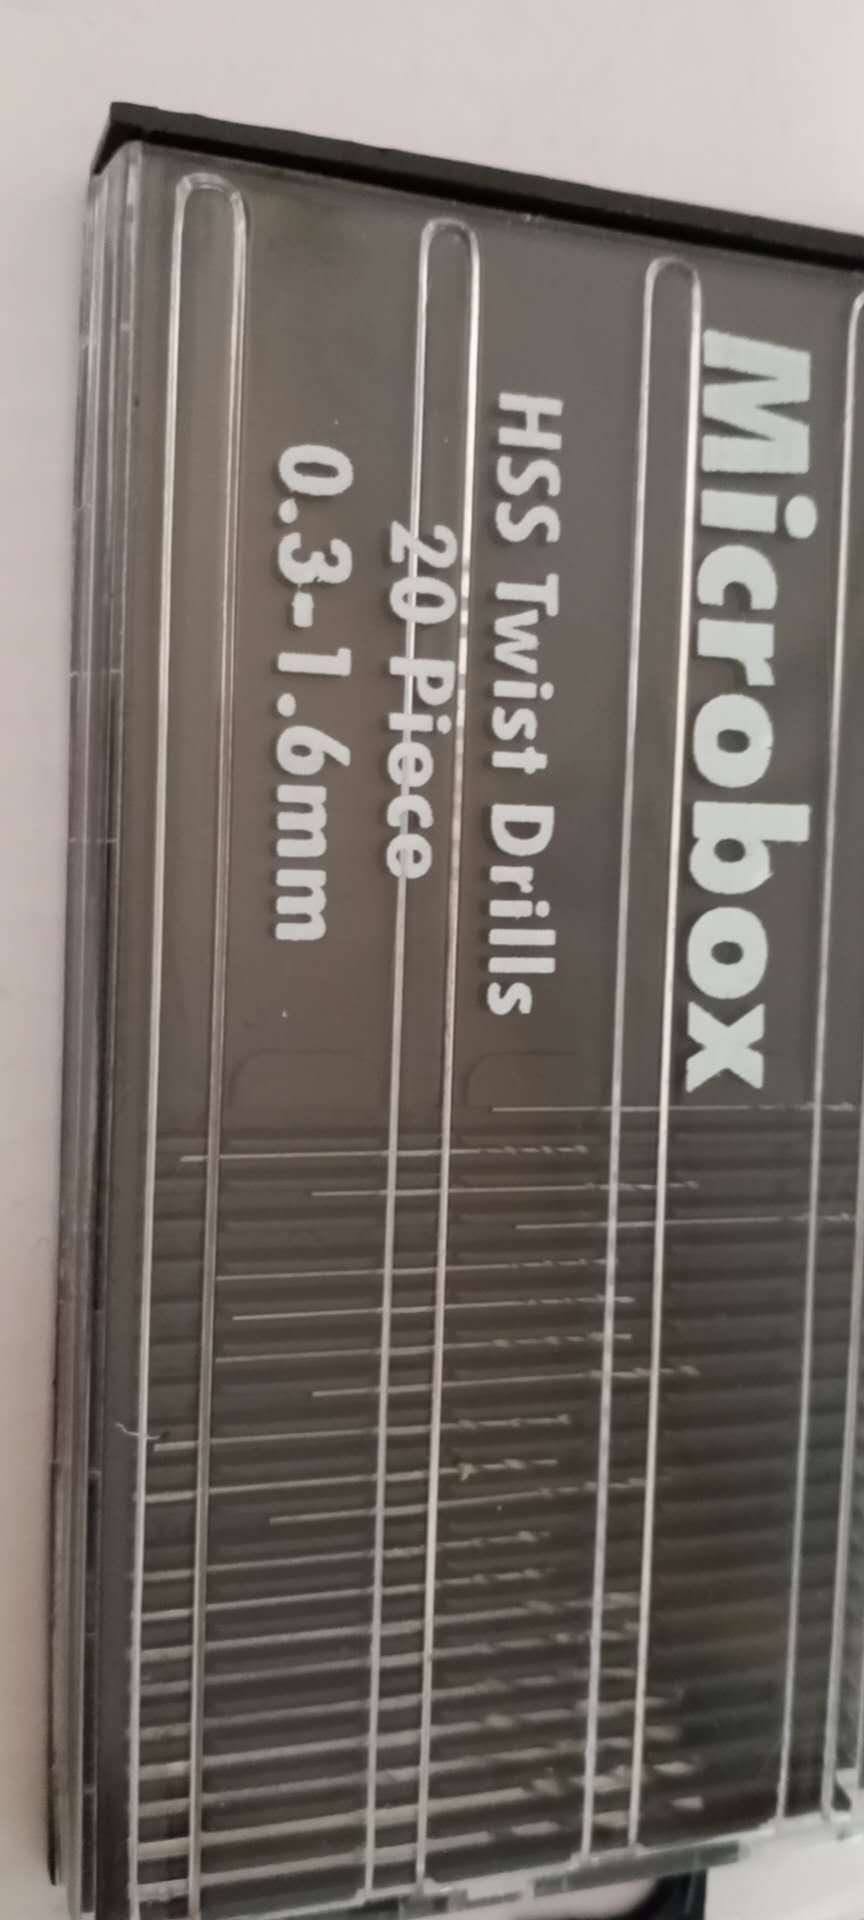 Microbox
HSS Twist Drills
20 Piece
0.3-1.6mm